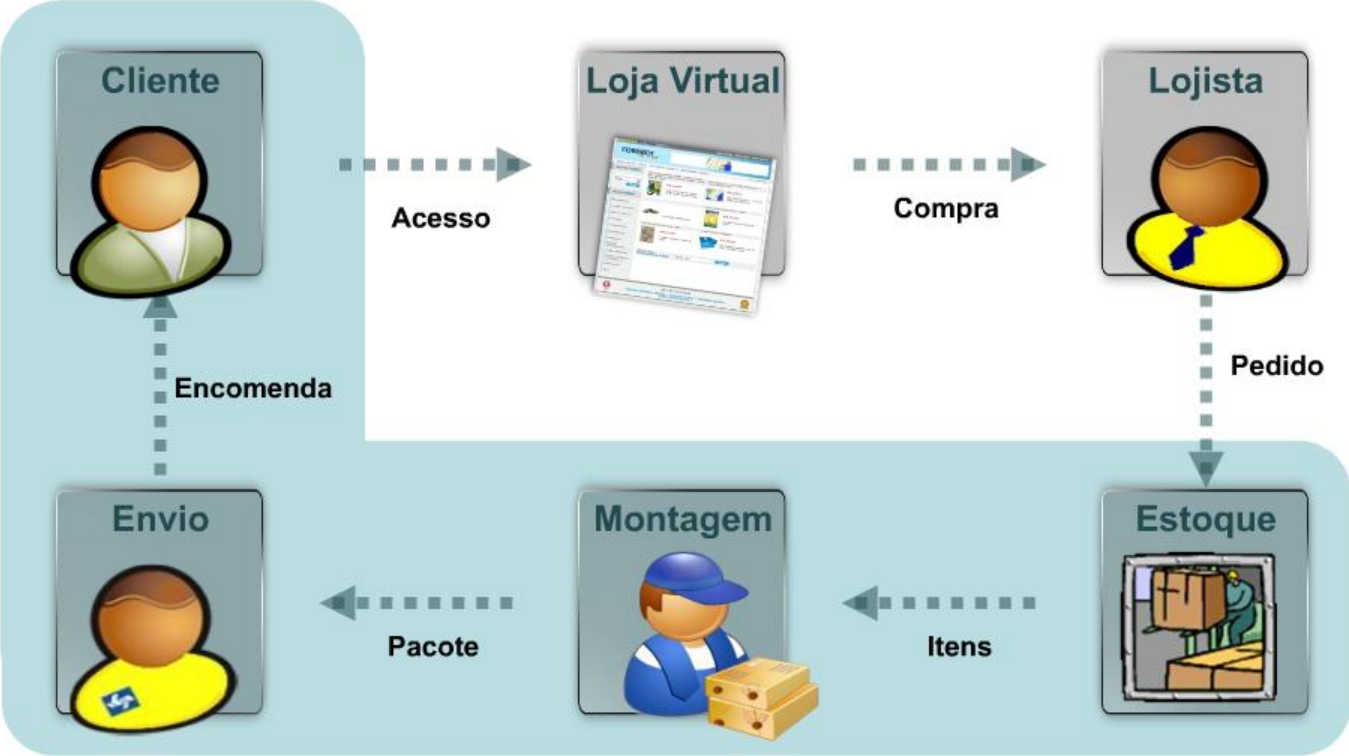 Cliente
Loja Virtual
Lojista
Acesso
Compra
Pedido
Encomenda
Envio
Montagem
Estoque
Pacote
Itens